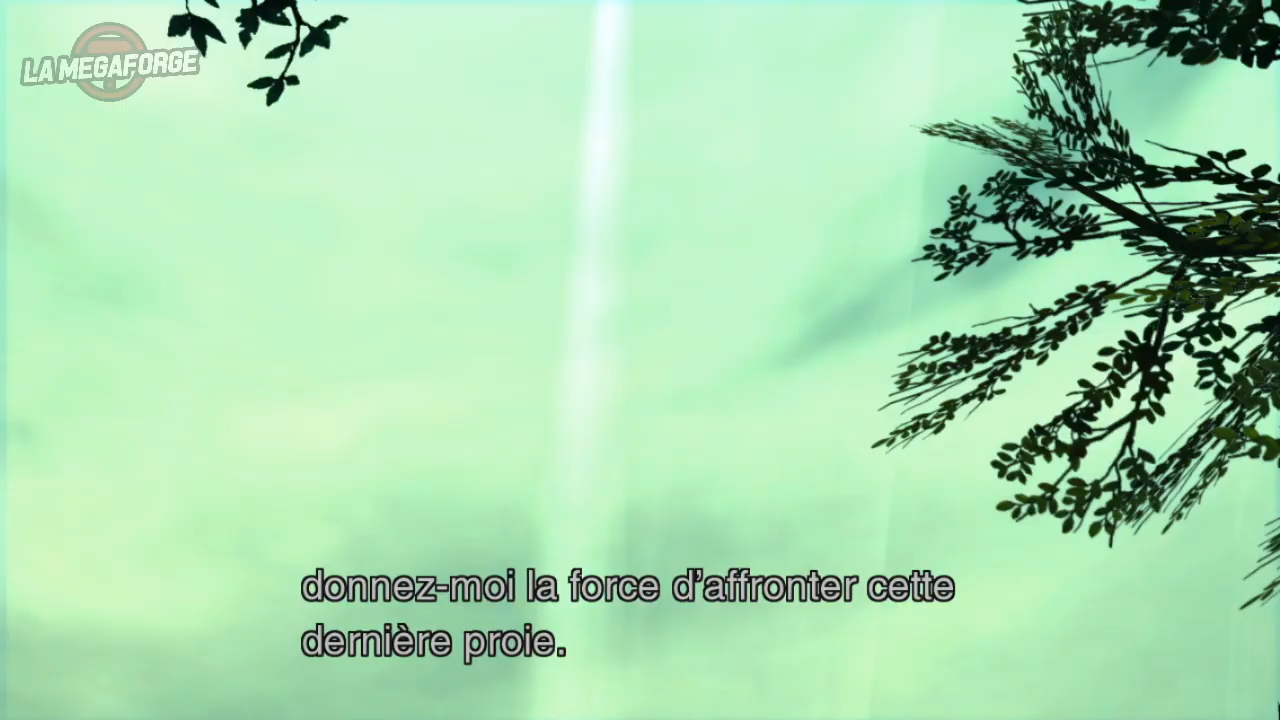 LA MEGAFORGE
donnez-moi la force d'affronter cette
dernière proie.